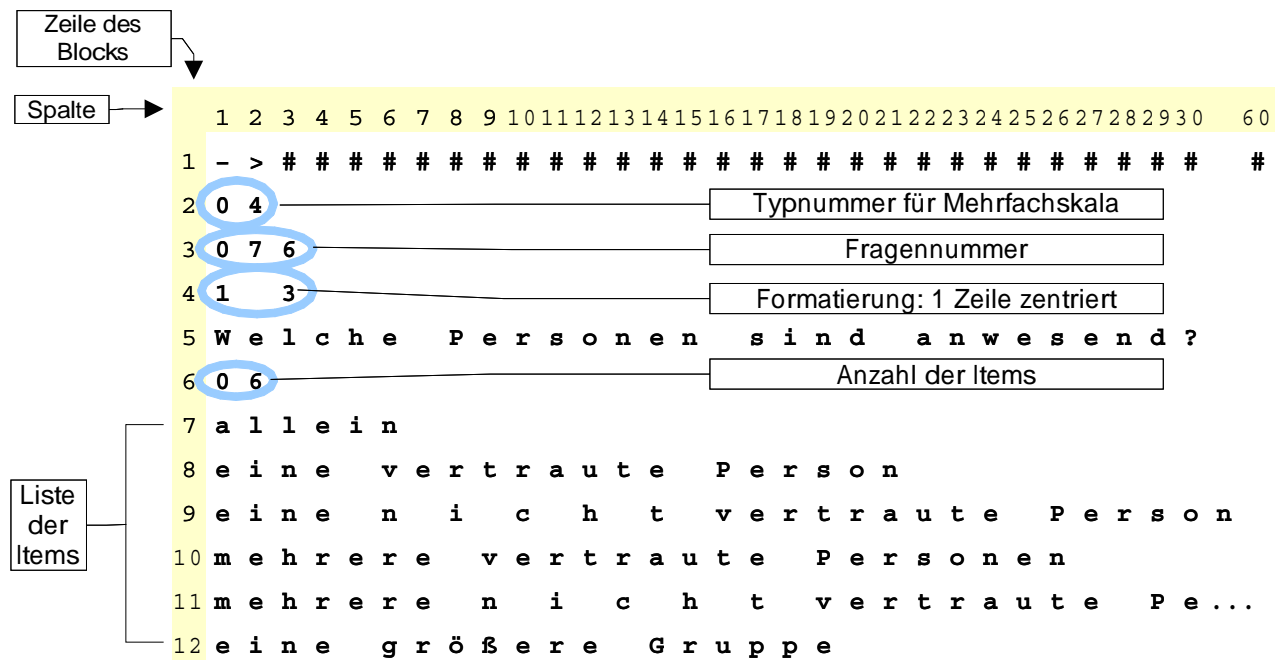 Zeile des
Blocks
Spalte
1 2 3 4 5 6 7 8 9 10 11 12 13 14 15 16 17 18 19 20 21 22 23 24 25 26 27 28 29 30 60
1 - > # # # # # # # # # # # # # # # # # # # # # # # # # # # # #
2 0 4 Typnummer für Mehrfachskala
3 0 7 6 Fragennummer
4 1 3 Formatierung: 1 Zeile zentriert
5 Welche Personen sind anwesend?
6 0 6 Anzahl der Items
Liste
der
Items
7 allein
8 eine vertraute Person
9 eine n i c h t vertraute Person
10 mehrere vertraute Personen
11 mehrere n i c h t vertraute Pe...
12 eine größere Gruppe